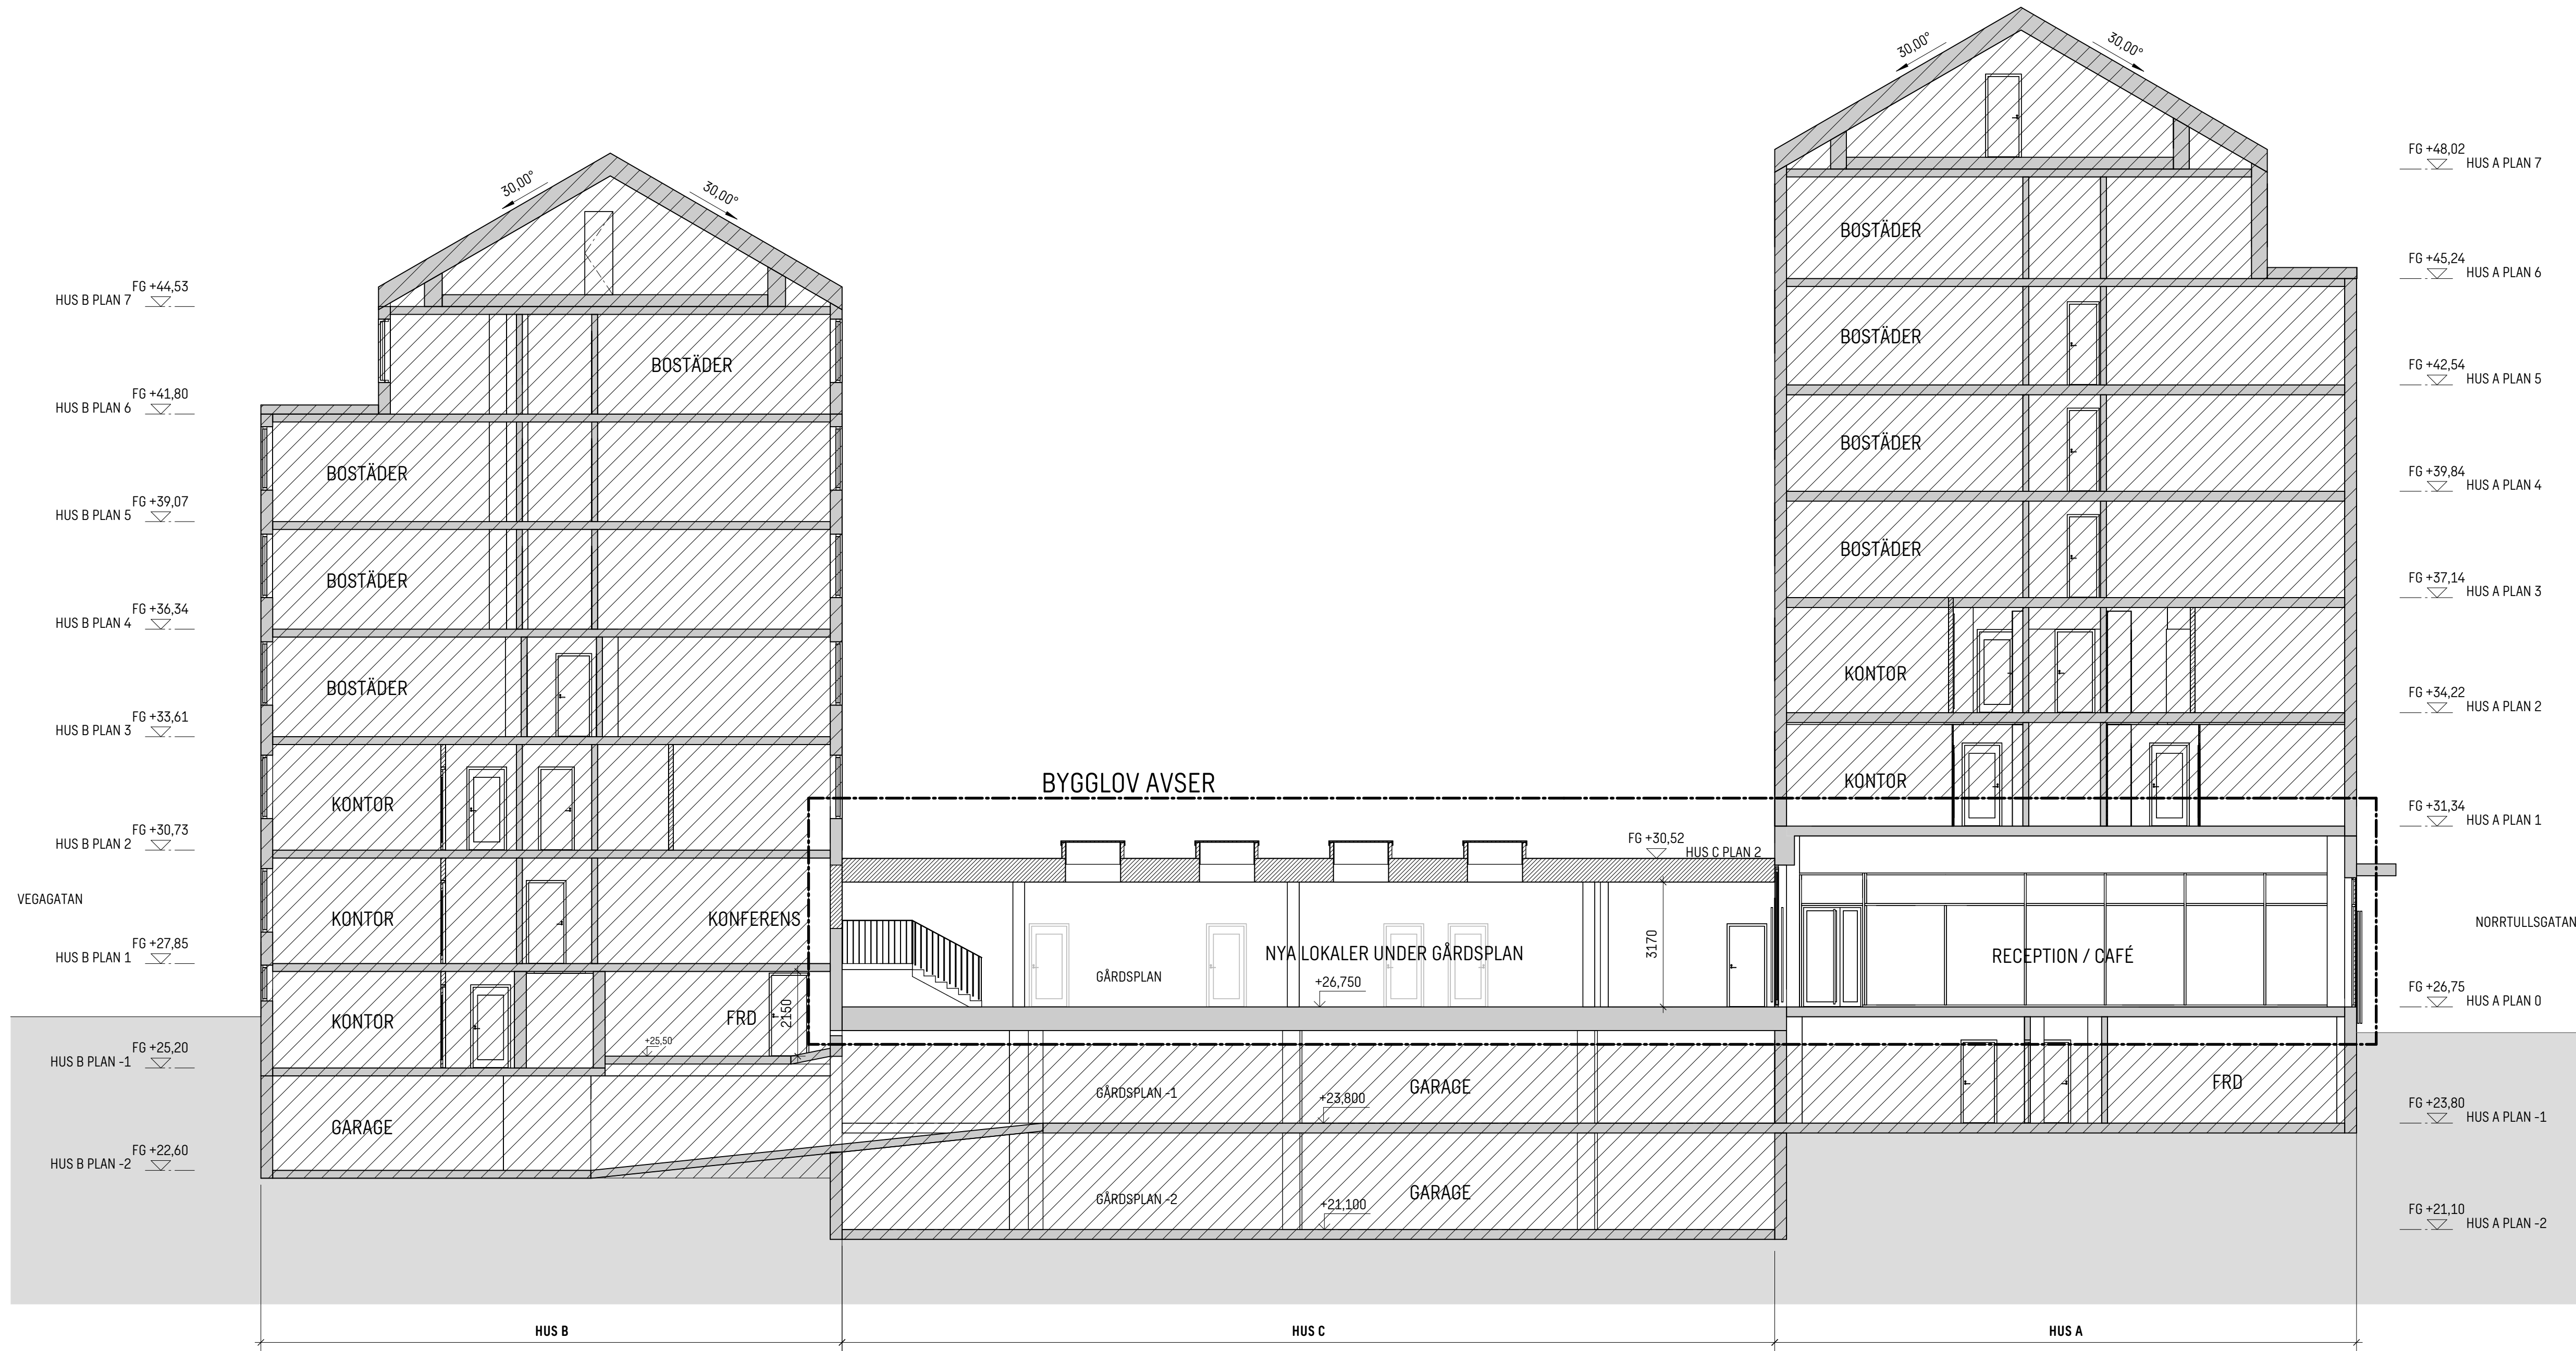 30,00°
30,00°
30,00°
30,00°
FG +44,53
HUS B PLAN 7
FG +41,80
HUS B PLAN 6
FG +39,07
HUS B PLAN 5
FG +36,34
HUS B PLAN 4
FG +33,61
HUS B PLAN 3
FG +30,73
HUS B PLAN 2
VEGAGATAN
FG +27,85
HUS B PLAN 1
FG +25,20
HUS B PLAN -1
FG +22,60
HUS B PLAN -2
BOSTÄDER
BOSTÄDER
BOSTÄDER
BOSTÄDER
KONTOR
KONTOR
KONFERENS
KONTOR
FRD
2150
+25,50
GARAGE
BYGGLOV AVSER
FG +30,52
HUS C PLAN 2
3170
NYA LOKALER UNDER GÅRDSPLAN
GÅRDSPLAN
+26,750
GÅRDSPLAN -1
GARAGE
+23,800
GÅRDSPLAN -2
GARAGE
+21,100
BOSTÄDER
BOSTÄDER
BOSTÄDER
BOSTÄDER
KONTOR
KONTOR
RECEPTION / CAFÉ
FRD
FG +48,02
HUS A PLAN 7
FG +45,24
HUS A PLAN 6
FG +42,54
HUS A PLAN 5
FG +39,84
HUS A PLAN 4
FG +37,14
HUS A PLAN 3
FG +34,22
HUS A PLAN 2
FG +31,34
HUS A PLAN 1
NORRTULLSGATAN
FG +26,75
HUS A PLAN 0
FG +23,80
HUS A PLAN -1
FG +21,10
HUS A PLAN -2
HUS B
HUS C
HUS A